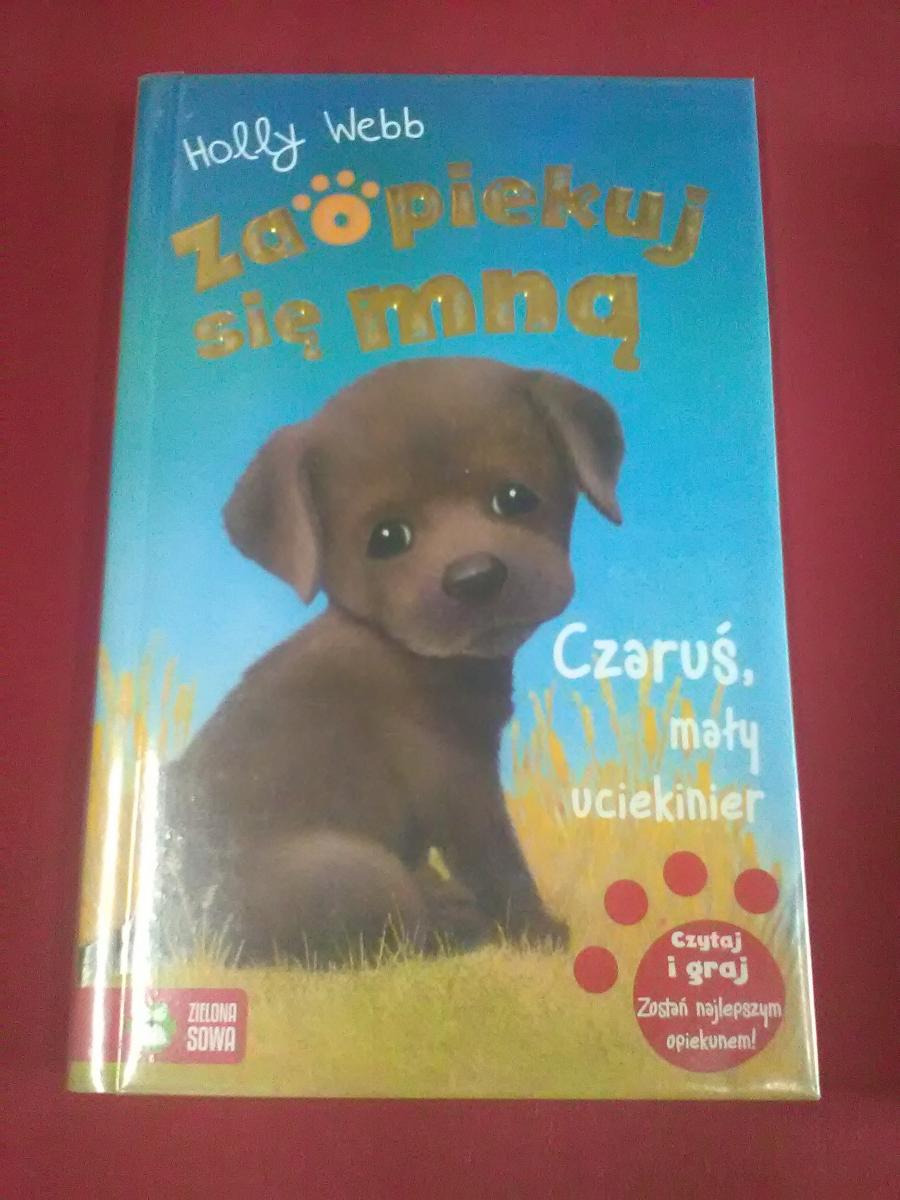 Holly Webb
Zaopiekuj
się mną
Czaruś,
mały
uciekinier
Czytaj
i graj
Zostań najlepszym
opiekunem!
ZIELONA
SOWA